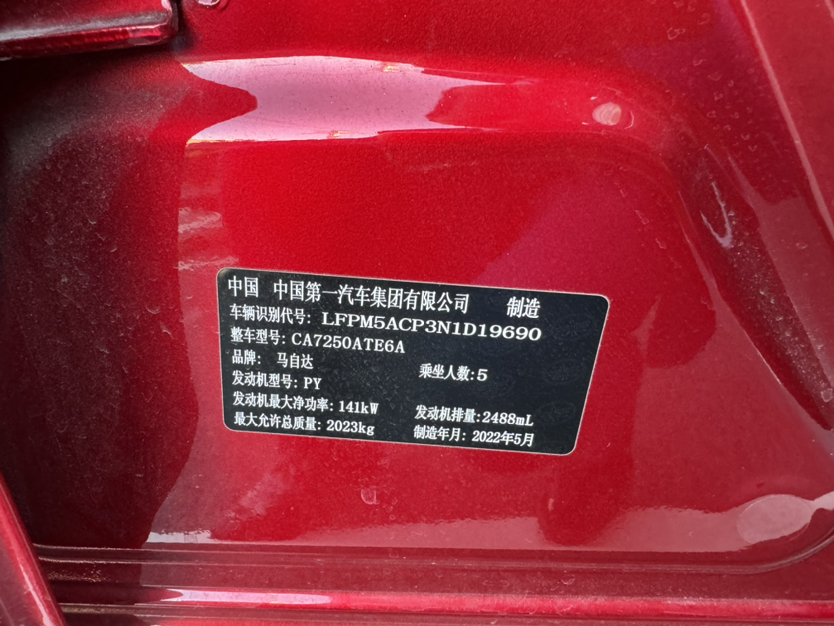 中国 中国第一汽车集团有限公司 制造
车辆识别代号: LFPM5ACP3N1D19690
整车型号: CA7250ATE6A
品牌: 马自达 乘坐人数: 5
发动机型号: PY
发动机最大净功率: 141kW 发动机排量: 2488mL
最大允许总质量: 2023kg 制造年月: 2022年5月